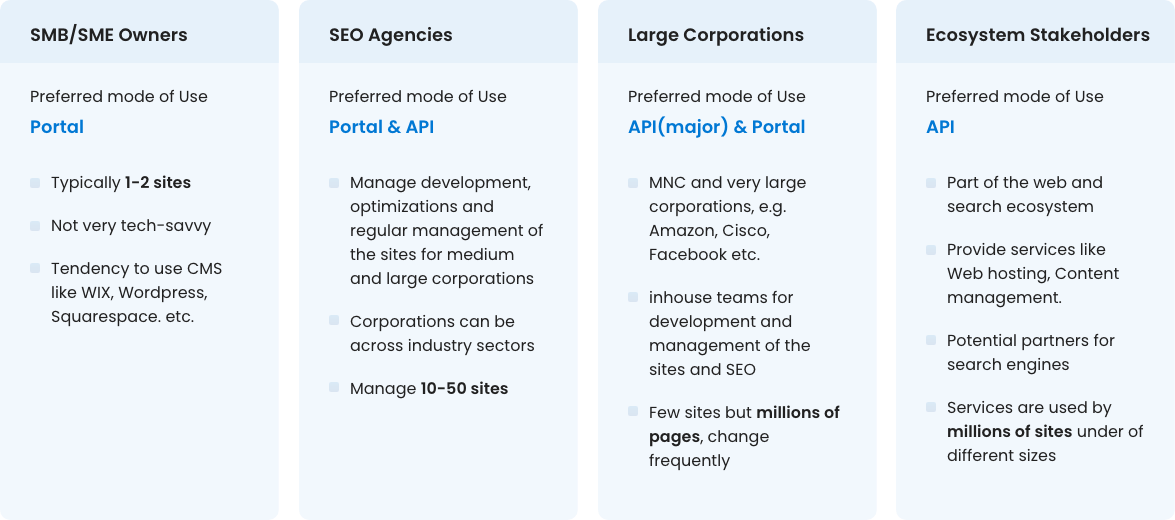 SMB/SME Owners
Preferred mode of Use
Portal
Typically 1-2 sites
Not very tech-savvy
Tendency to use CMS
like WIX, Wordpress,
Squarespace. etc.
SEO Agencies
Preferred mode of Use
Portal & API
Manage development,
optimizations and
regular management of
the sites for medium
and large corporations
Corporations can be
across industry sectors
Manage 10-50 sites
Large Corporations
Preferred mode of Use
API(major) & Portal
MNC and very large
corporations, e.g.
Amazon, Cisco,
Facebook etc.
inhouse teams for
development and
management of the
sites and SEO
Few sites but millions of
pages, change
frequently
Ecosystem Stakeholders
Preferred mode of Use
API
Part of the web and
search ecosystem
Provide services like
Web hosting, Content
management.
Potential partners for
search engines
Services are used by
millions of sites under of
different sizes